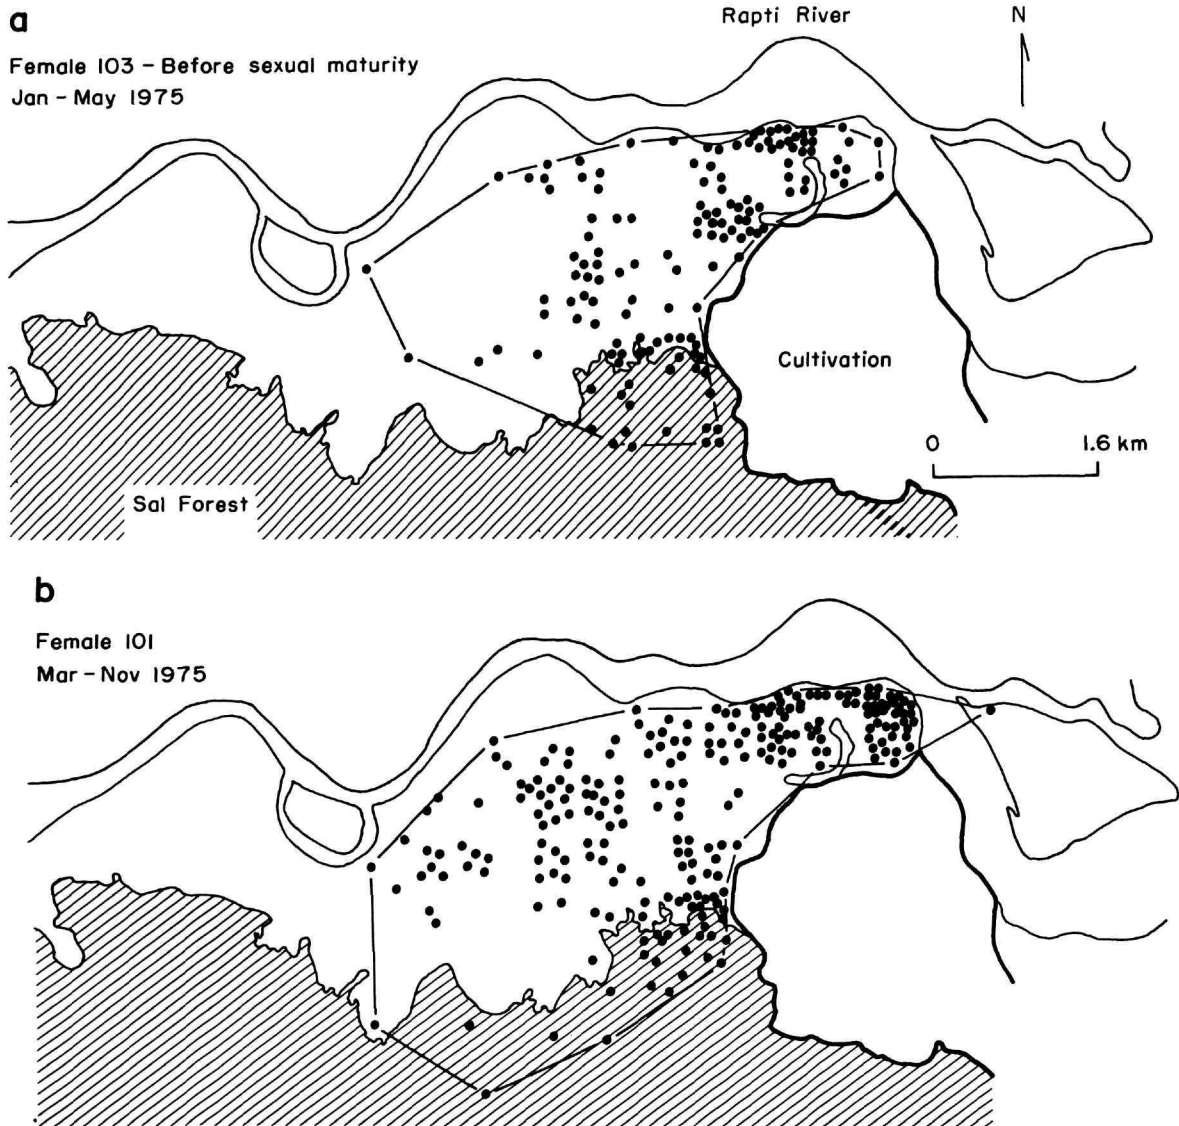 a
Rapti River
N
Female 103 – Before sexual maturity
Jan – May 1975
Cultivation
0 1.6 km
Sal Forest
b
Female 101
Mar – Nov 1975